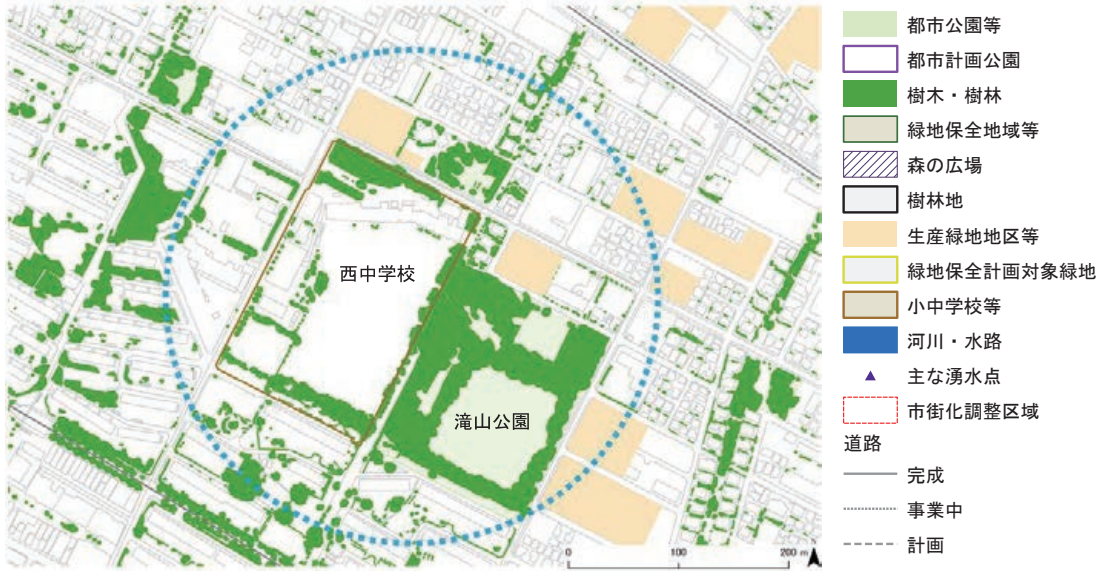 西中学校
滝山公園
0 100 200 m
都市公園等
都市計画公園
樹木・樹林
緑地保全地域等
森の広場
樹林地
生産緑地地区等
緑地保全計画対象緑地
小中学校等
河川・水路
主な湧水点
市街化調整区域
道路
完成
事業中
計画